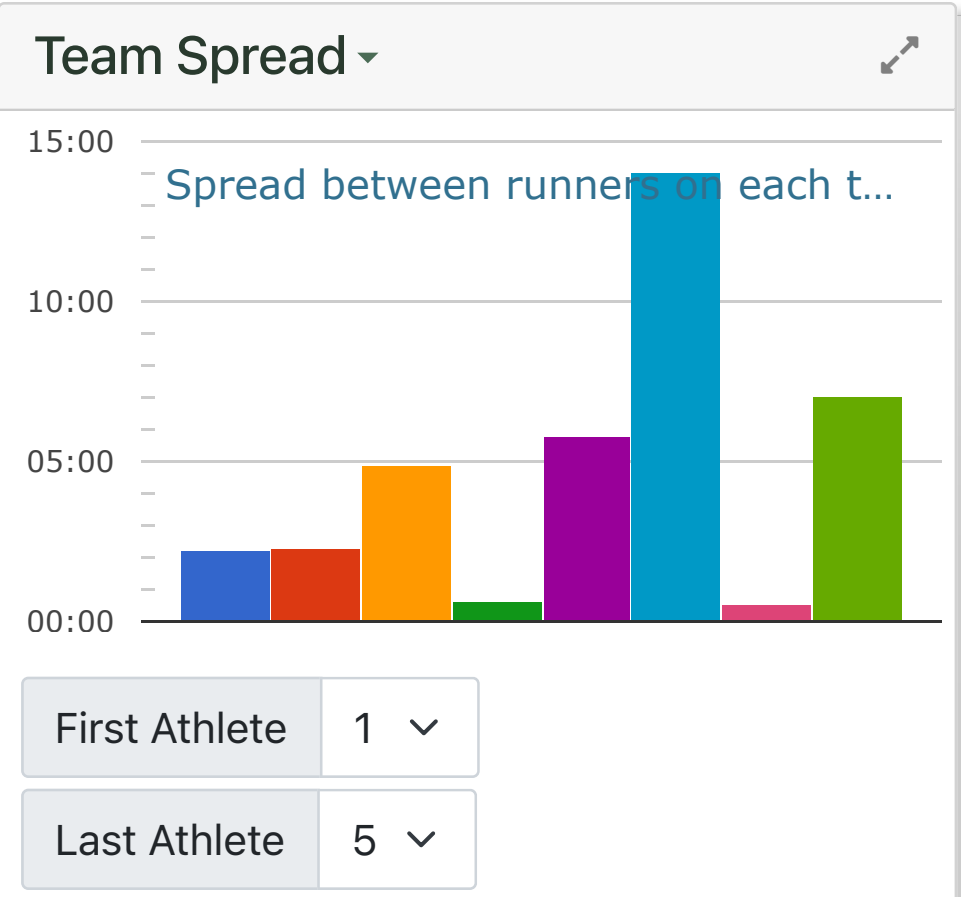 Team Spread
15:00
Spread between runners on each t...
10:00
05:00
00:00
First Athlete 1
Last Athlete 5